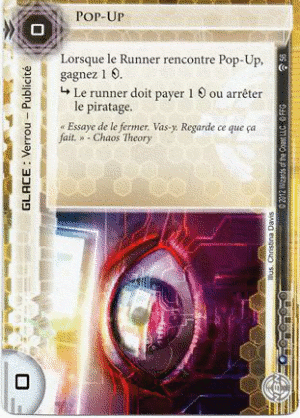 0
POP-UP
Lorsque le Runner rencontre Pop-Up,
gagnez 1.
↳ Le runner doit payer 1 ou arrêter
le piratage.
« Essaye de le fermer. Vas-y. Regarde ce que ça
fait. » - Chaos Theory
GLACE : Verrou – Publicité
56
© 2012 Wizards of the Coast LLC. © FFG
Illus. Christina Davis
0